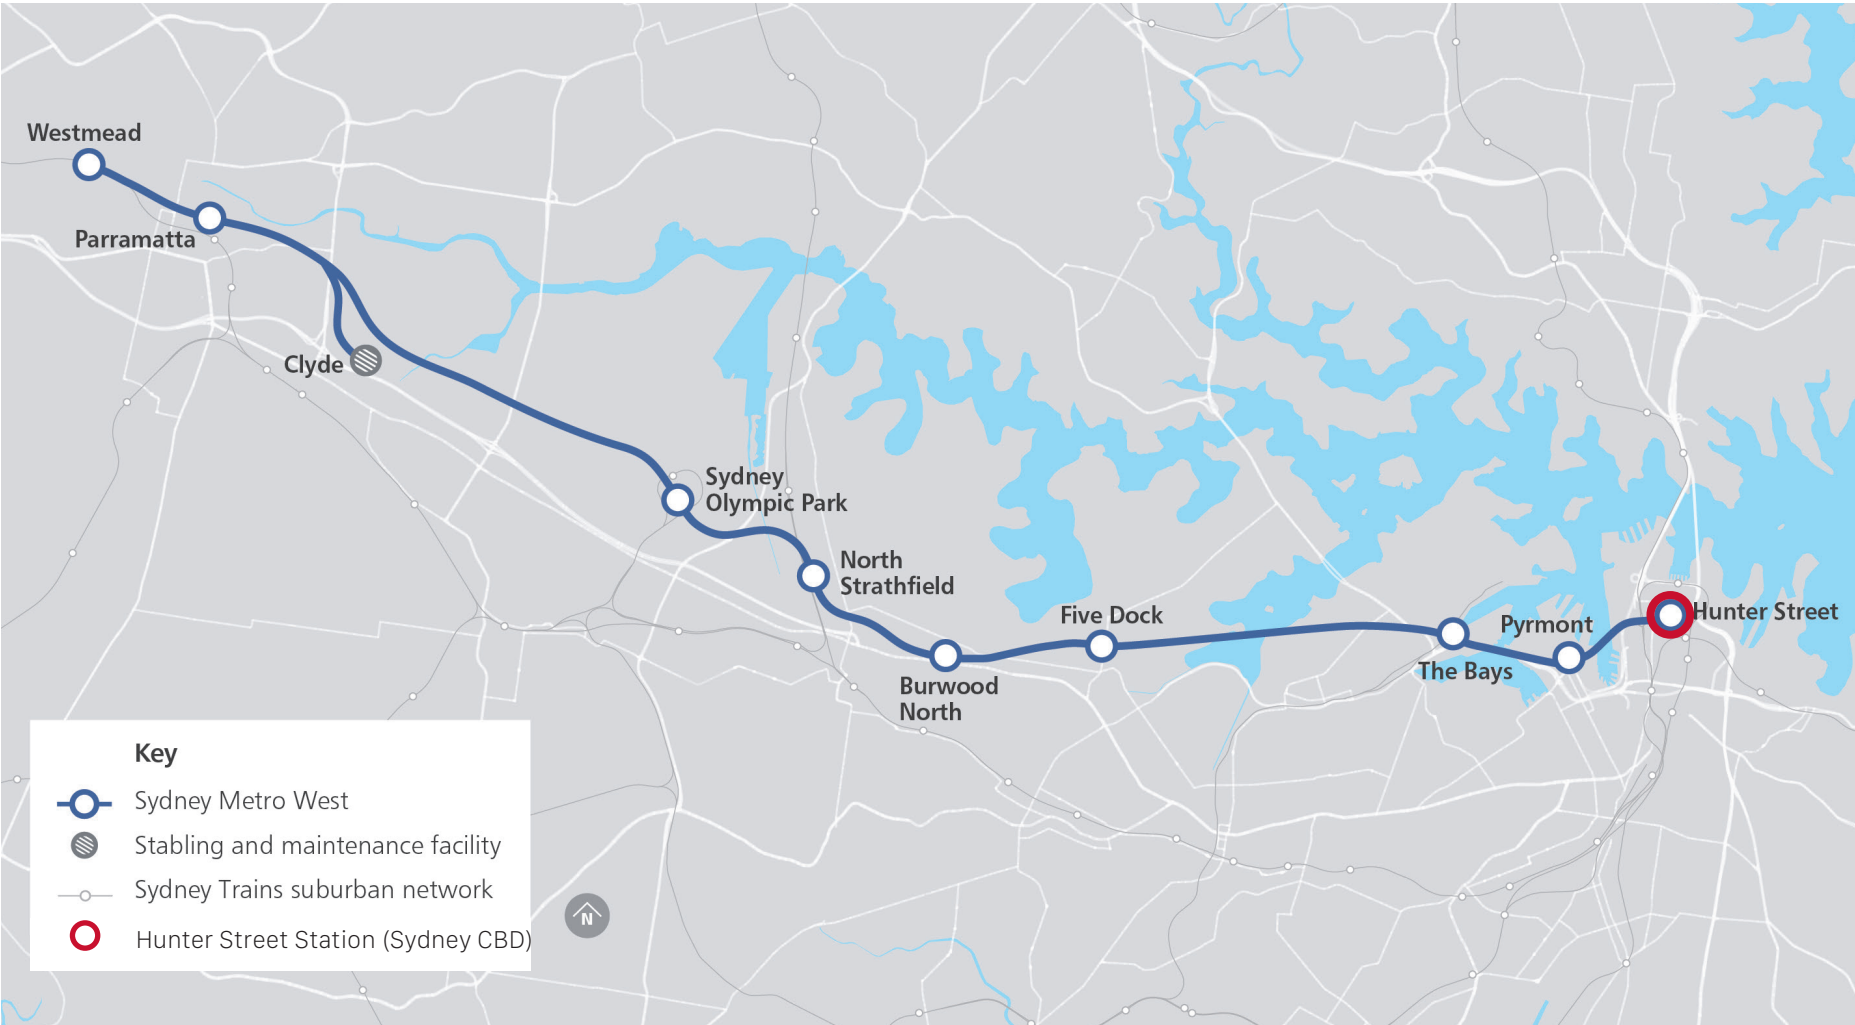 Westmead
Parramatta
Clyde
Sydney
Olympic Park
North
Strathfield
Burwood
North
Five Dock
The Bays
Pyrmont
Hunter Street
Key
Sydney Metro West
Stabling and maintenance facility
Sydney Trains suburban network
Hunter Street Station (Sydney CBD)
N